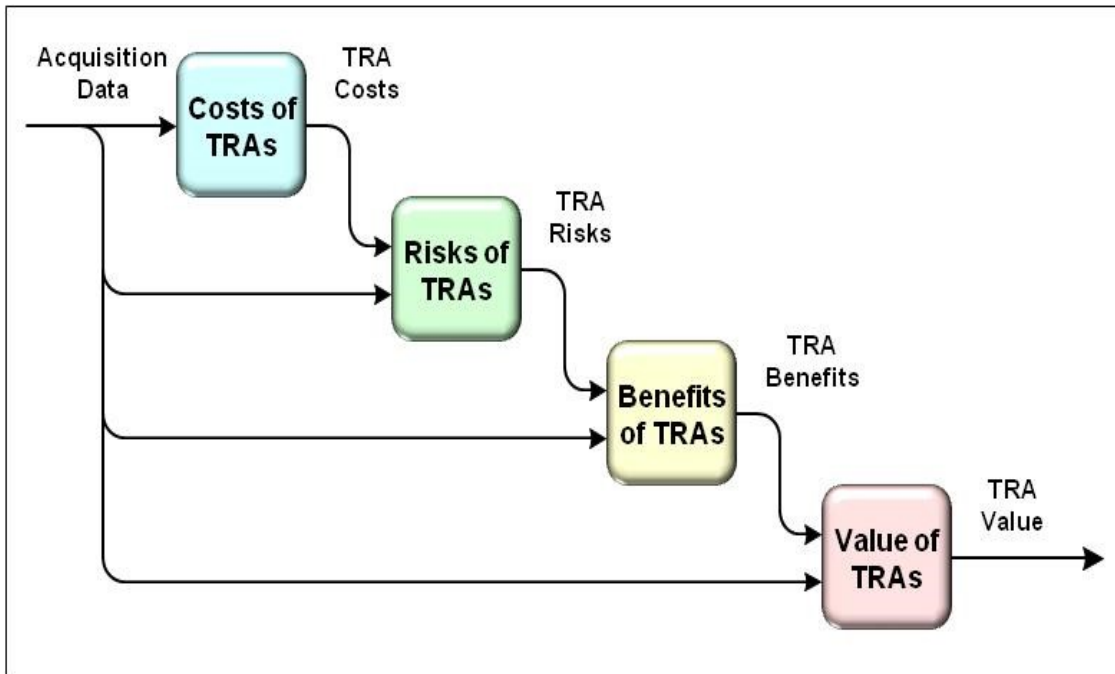 Acquisition
Data
Costs of
TRAs
TRA
Costs
Risks of
TRAs
TRA
Risks
Benefits
of TRAs
TRA
Benefits
Value of
TRAs
TRA
Value